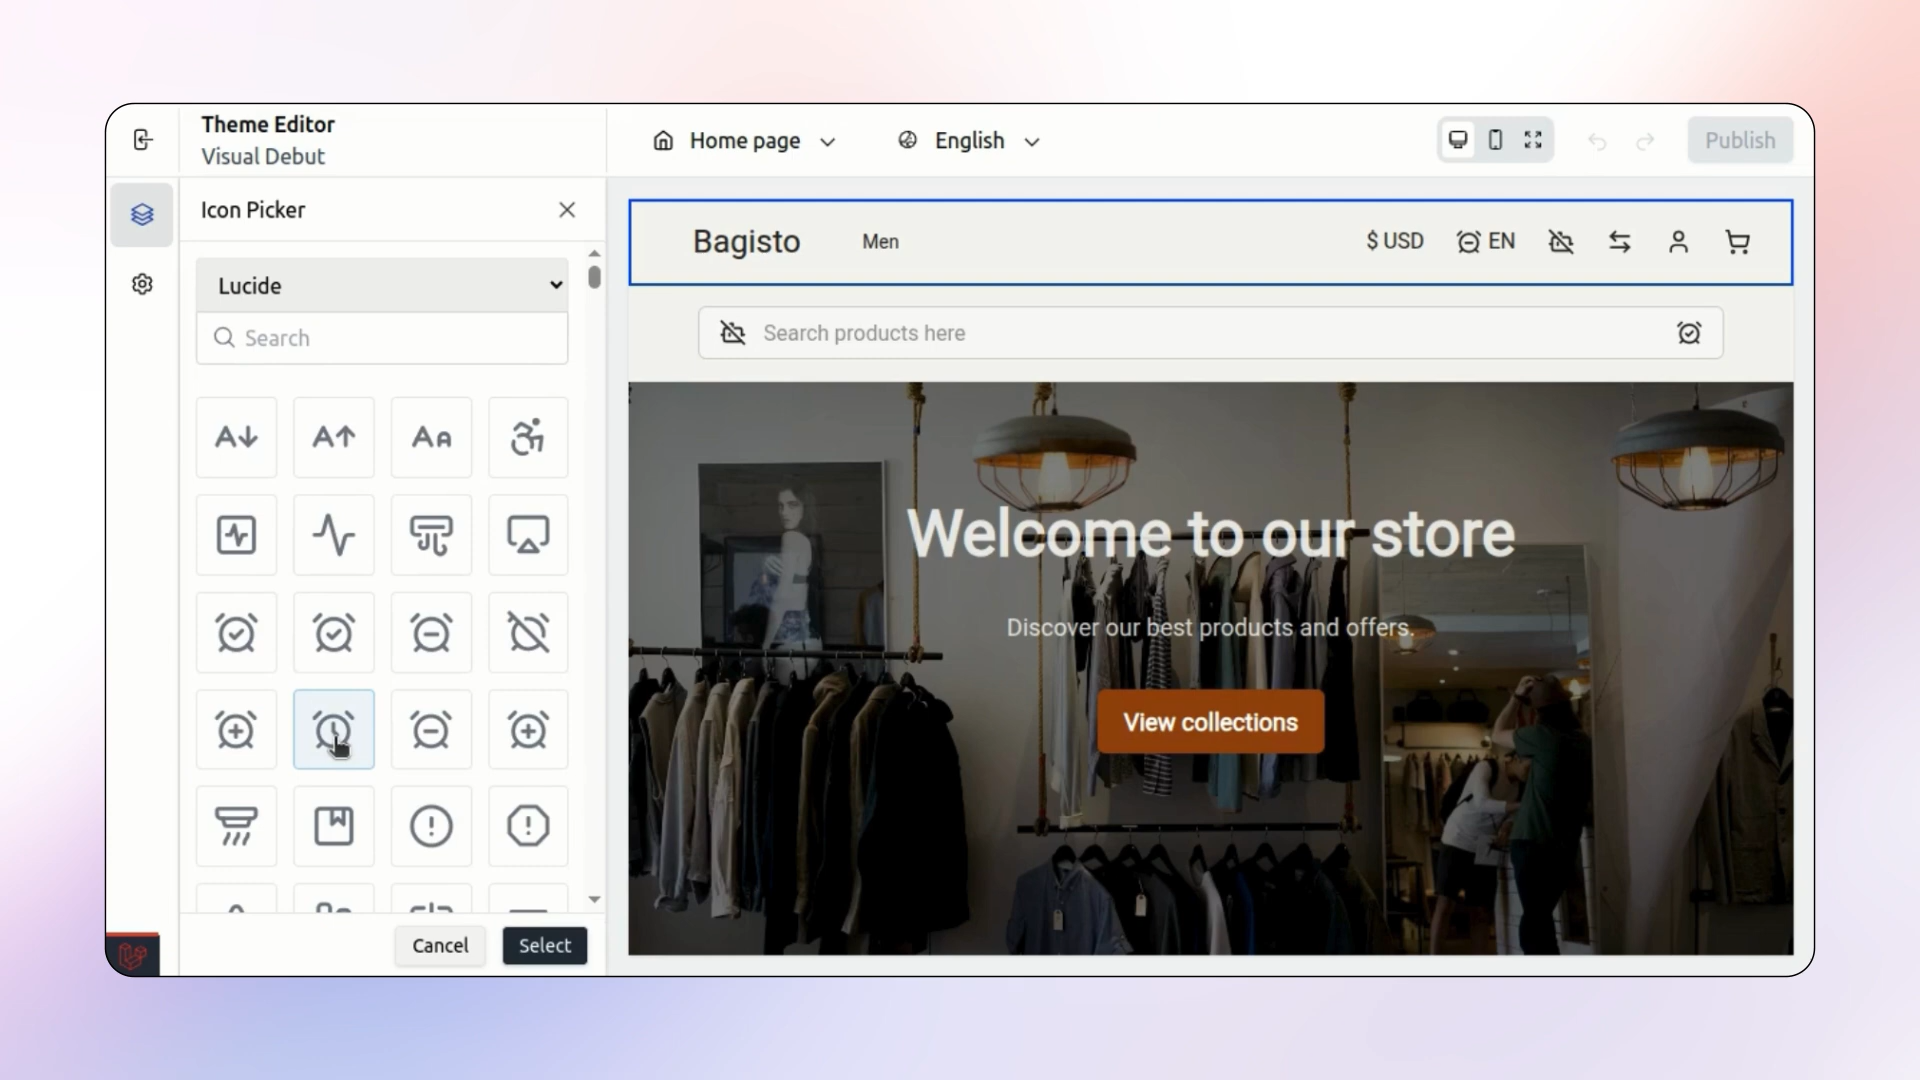 Theme Editor
Visual Debut
Home page
English
Publish
Icon Picker
Lucide
Search
Cancel
Select
Bagisto
Men
$ USD
EN
Search products here
Welcome to our store
Discover our best products and offers.
View collections